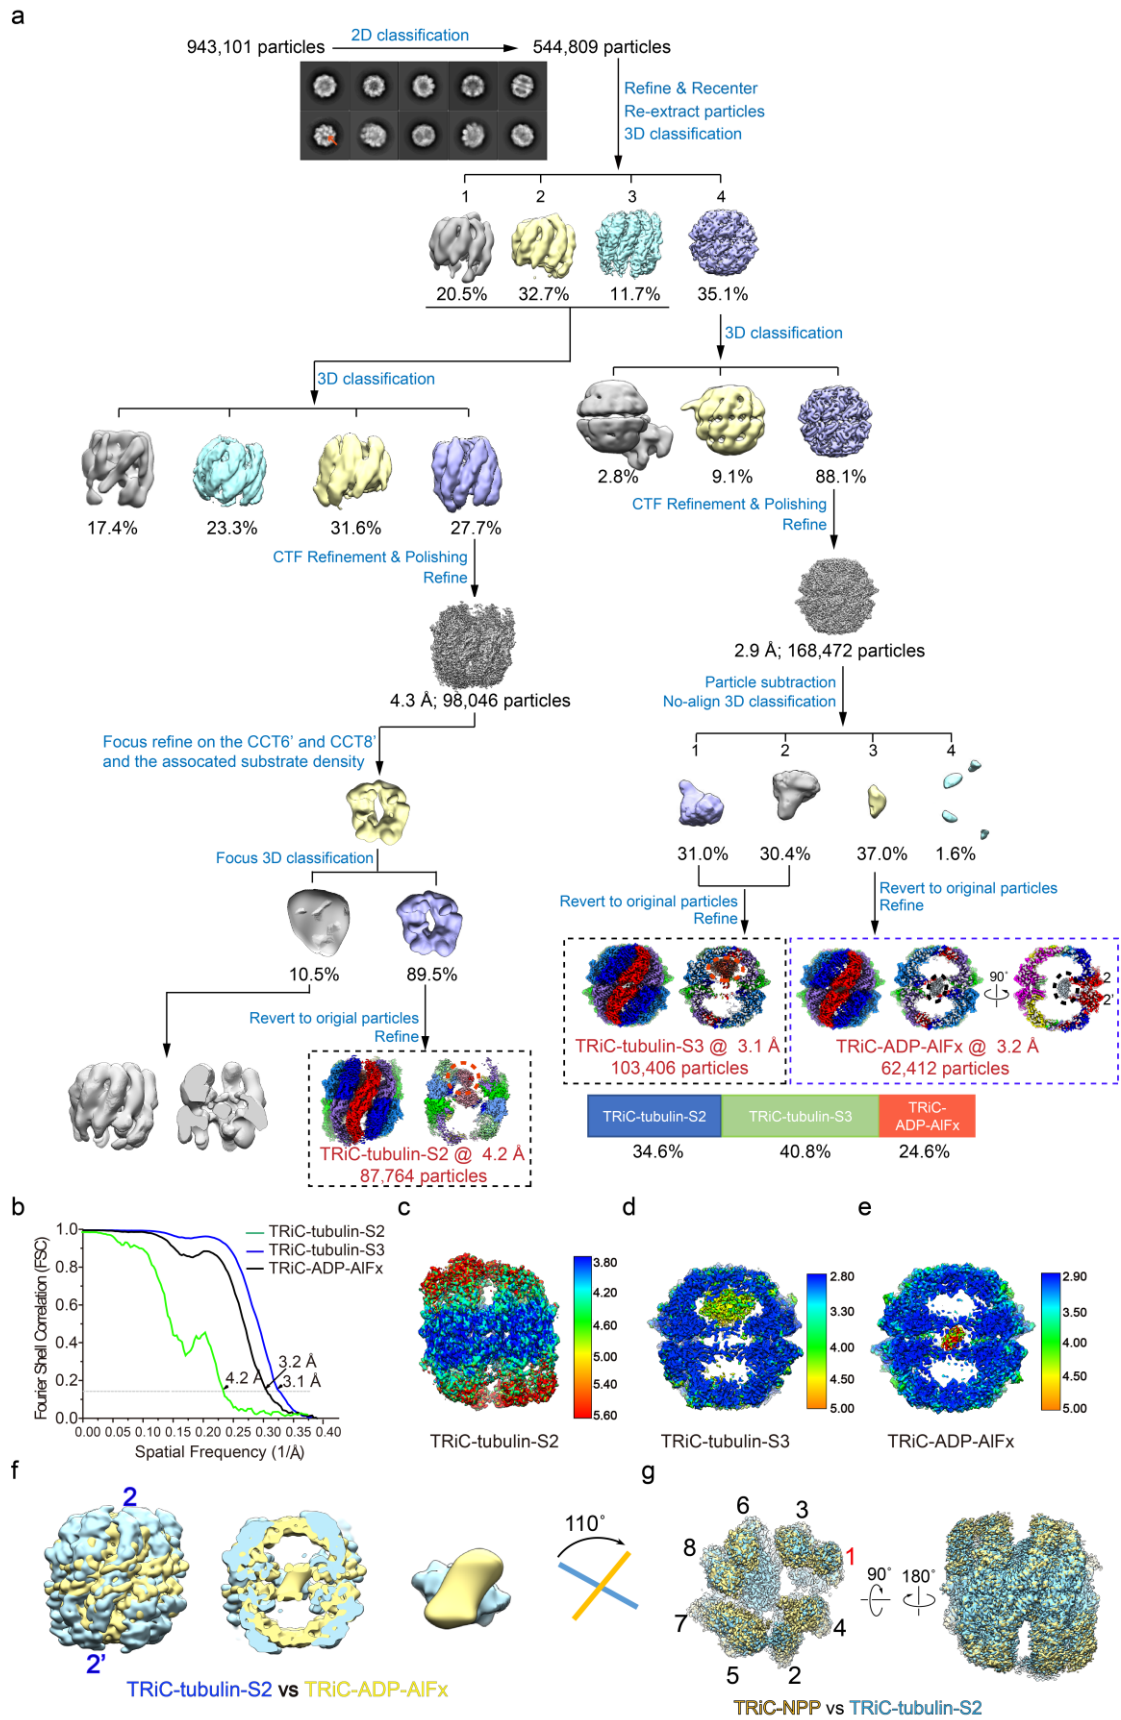 a
943,101 particles
2D classification
544,809 particles
Refine & Recenter
Re-extract particles
3D classification
1
2
3
4
20.5%
32.7%
11.7%
35.1%
3D classification
3D classification
2.8%
9.1%
88.1%
17.4%
23.3%
31.6%
27.7%
CTF Refinement & Polishing
Refine
CTF Refinement & Polishing
Refine
2.9 Å; 168,472 particles
4.3 Å; 98,046 particles
Particle subtraction
No-align 3D classification
Focus refine on the CCT6' and CCT8'
and the assocated substrate density
1
2
3
4
31.0%
30.4%
37.0%
1.6%
Focus 3D classification
Revert to original particles
Refine
Revert to original particles
Refine
10.5%
89.5%
Revert to origial particles
Refine
90°
2
2'
TRiC-tubulin-S3 @ 3.1 Å
103,406 particles
TRiC-ADP-AlFx @ 3.2 Å
62,412 particles
TRiC-tubulin-S2
TRiC-tubulin-S3
TRiC-
ADP-AlFx
34.6%
40.8%
24.6%
TRiC-tubulin-S2 @ 4.2 Å
87,764 particles
b
Fourier Shell Correlation (FSC)
1.0
0.8
0.6
0.4
0.2
0.0
TRiC-tubulin-S2
TRiC-tubulin-S3
TRiC-ADP-AlFx
4.2 Å
3.2 Å
3.1 Å
0.00 0.05 0.10 0.15 0.20 0.25 0.30 0.35 0.40
Spatial Frequency (1/Å)
c
3.80
4.20
4.60
5.00
5.40
5.60
TRiC-tubulin-S2
d
2.80
3.30
4.00
4.50
5.00
TRiC-tubulin-S3
e
2.90
3.50
4.00
4.50
5.00
TRiC-ADP-AlFx
f
2
2'
110°
TRiC-tubulin-S2 vs TRiC-ADP-AlFx
g
6
3
8
1
7
4
5
2
90°
180°
TRiC-NPP vs TRiC-tubulin-S2